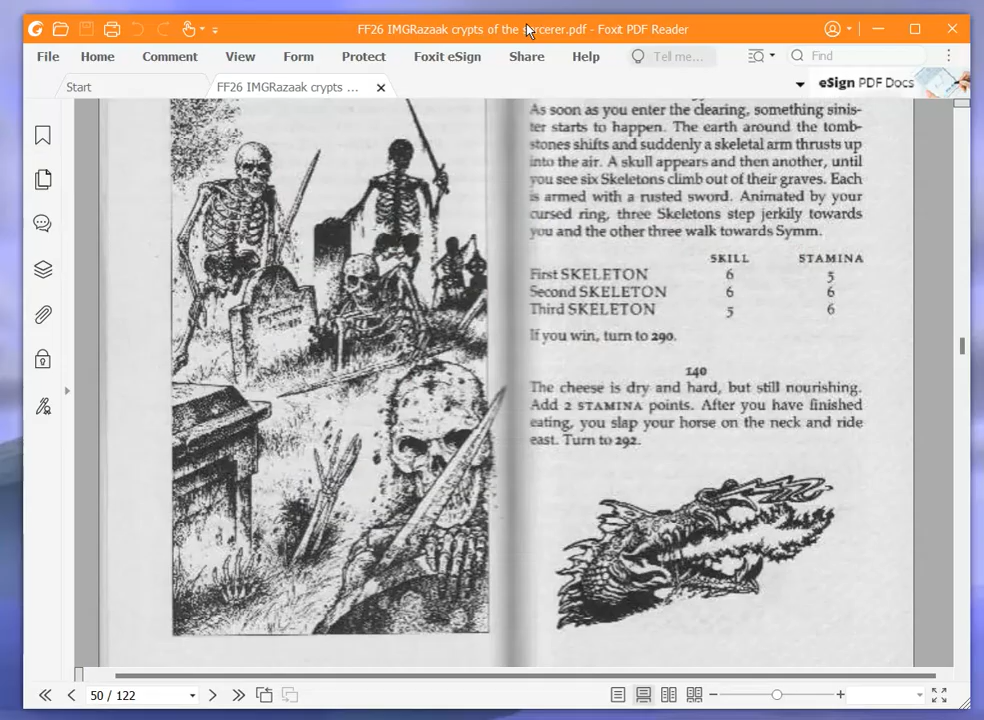 FF26 IMGRazaak crypts of the sorcerer.pdf - Foxit PDF Reader
File Home Comment View Form Protect Foxit eSign Share Help Tell me... Find
Start FF26 IMGRazaak crypts ... eSign PDF Docs
As soon as you enter the clearing, something sinis-
ter starts to happen. The earth around the tomb-
stones shifts and suddenly a skeletal arm thrusts up
into the air. A skull appears and then another, until
you see six Skeletons climb out of their graves. Each
is armed with a rusted sword. Animated by your
cursed ring, three Skeletons step jerkily towards
you and the other three walk towards Symm.
SKILL STAMINA
First SKELETON 6 5
Second SKELETON 6 6
Third SKELETON 5 6
If you win, turn to 290.
140
The cheese is dry and hard, but still nourishing.
Add 2 STAMINA points. After you have finished
eating, you slap your horse on the neck and ride
east. Turn to 292.
50 / 122